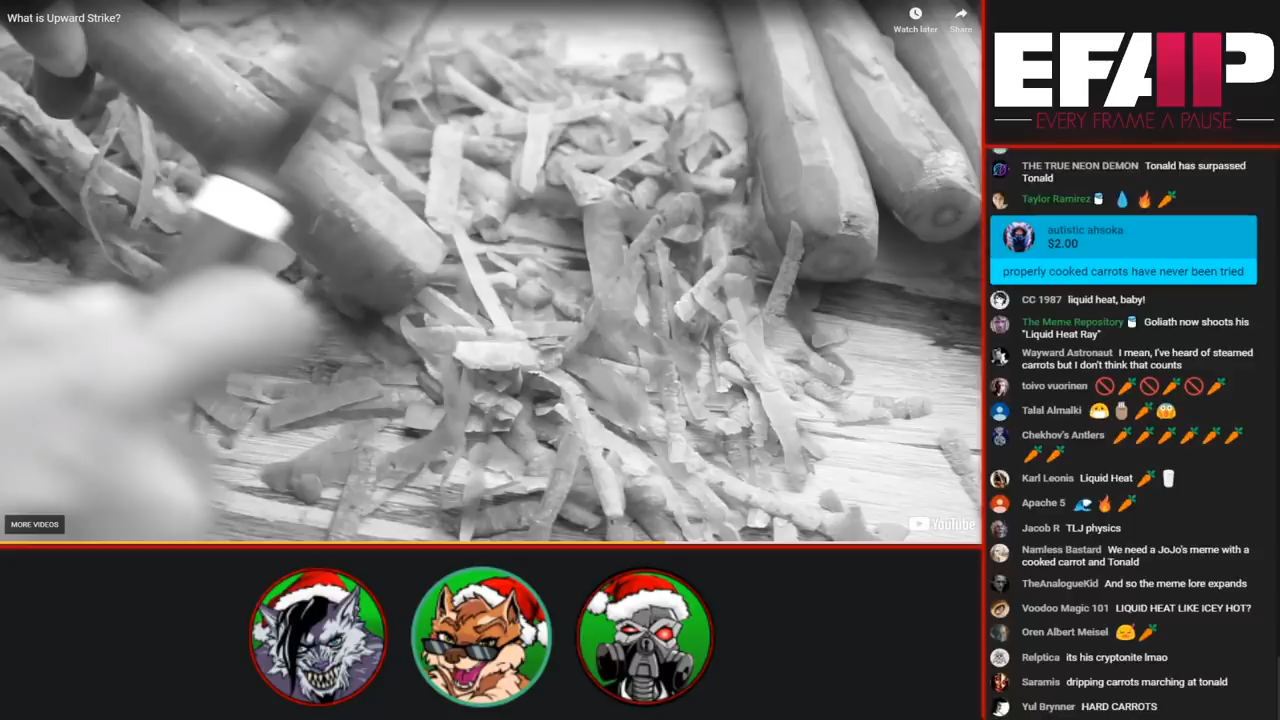 What is Upward Strike?
Watch later
Share
MORE VIDEOS
YouTube
EFAP
EVERY FRAME A PAUSE
THE TRUE NEON DEMON Tonald has surpassed
Tonald
Taylor Ramirez
autistic ahsoka
$2.00
properly cooked carrots have never been tried
CC 1987 liquid heat, baby!
The Meme Repository Goliath now shoots his
"Liquid Heat Ray"
Wayward Astronaut I mean, I've heard of steamed
carrots but I don't think that counts
toivo vuorinen
Talal Almalki
Chekhov's Antlers
Karl Leonis Liquid Heat
Apache 5
Jacob R TLJ physics
Namless Bastard We need a JoJo's meme with a
cooked carrot and Tonald
TheAnalogueKid And so the meme lore expands
Voodoo Magic 101 LIQUID HEAT LIKE ICEY HOT?
Oren Albert Meisel
Relptica its his cryptonite lmao
Saramis dripping carrots marching at tonald
Yul Brynner HARD CARROTS